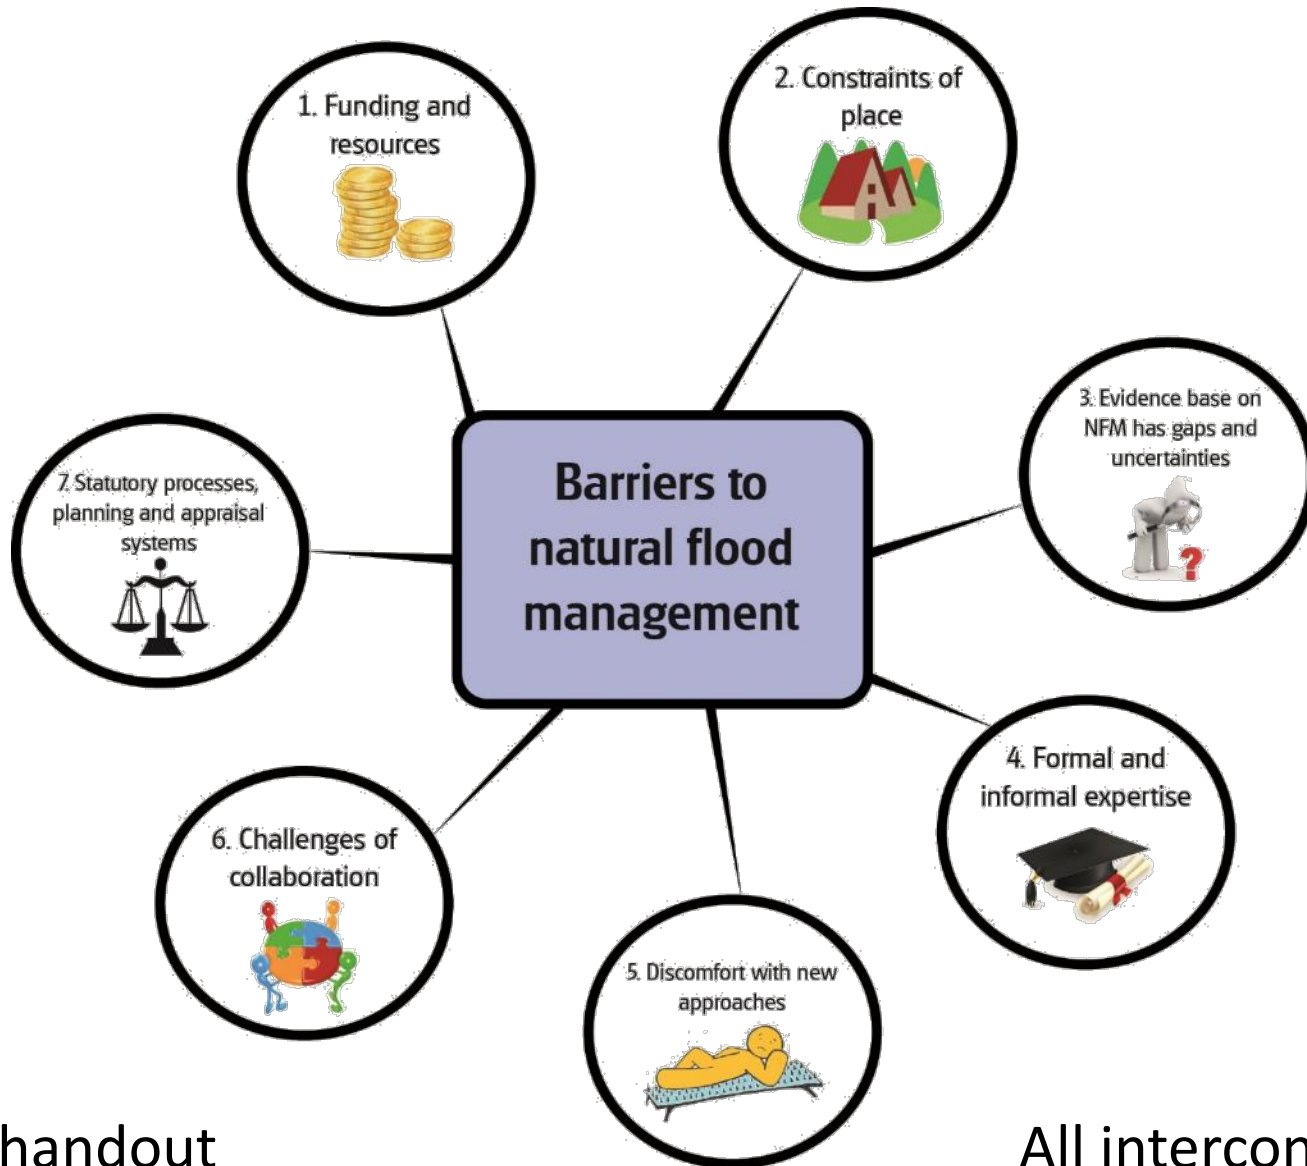 1. Funding and
resources
2. Constraints of
place
3. Evidence base on
NFM has gaps and
uncertainties
4. Formal and
informal expertise
5. Discomfort with new
approaches
6. Challenges of
collaboration
7. Statutory processes,
planning and appraisal
systems
Barriers to
natural flood
management
?
handout
All intercon